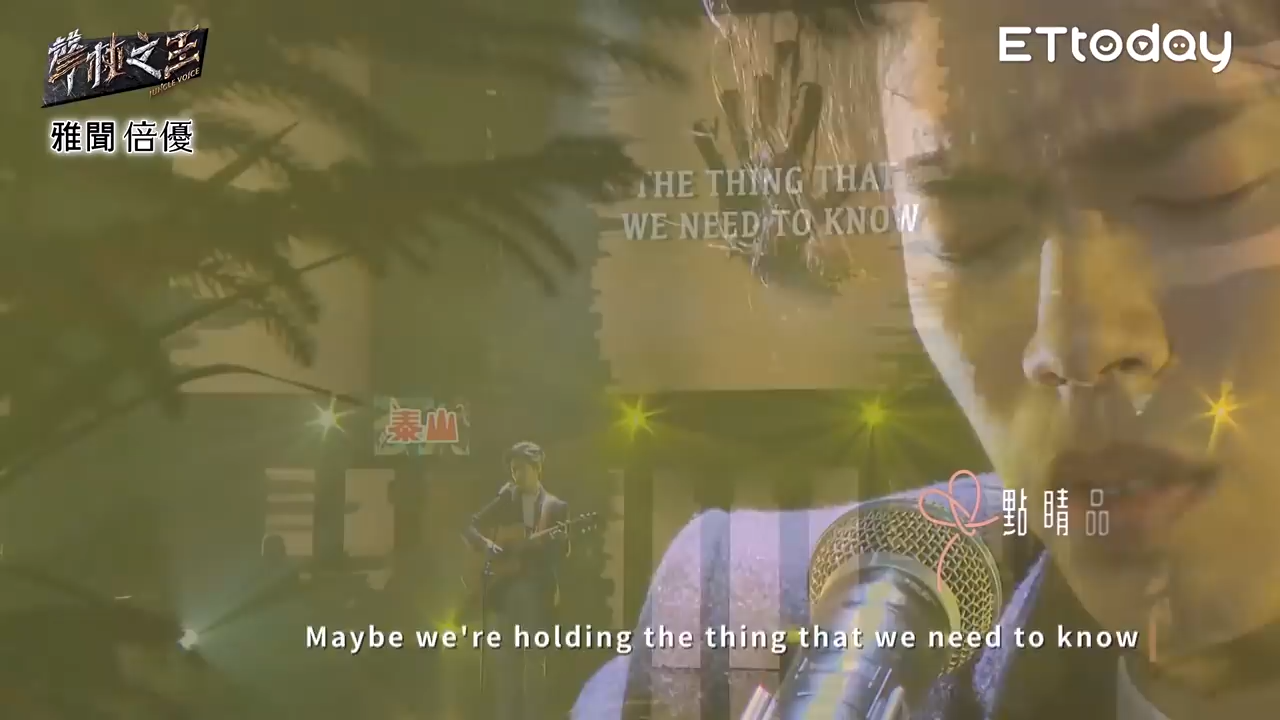 聲林之王
JUNGLE VOICE
雅聞 倍優
ETtoday
THE THING THAT
WE NEED TO KNOW
泰山
點睛品
Maybe we're holding the thing that we need to know